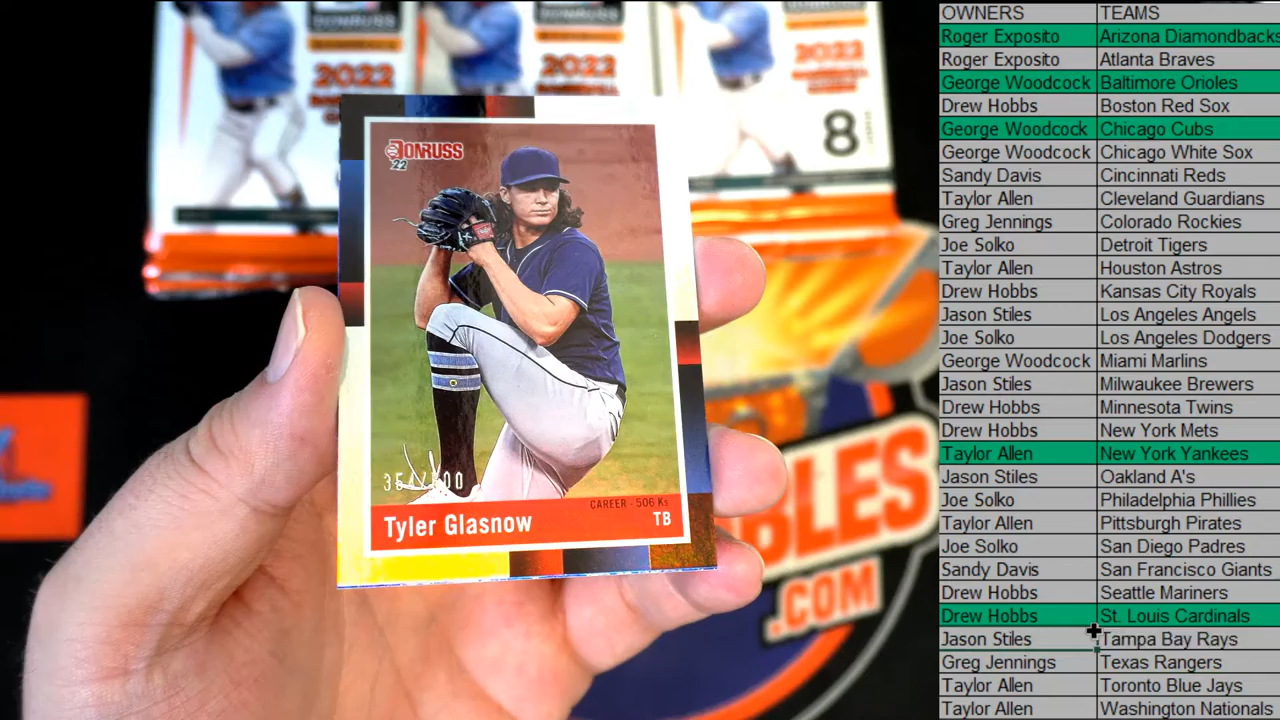 DONRUSS
2022
2022
2022
8
DONRUSS
22
CAREER - 506 Ks
Tyler Glasnow
TB
BLES
.COM
OWNERS TEAMS
Roger Exposito Arizona Diamondbacks
Roger Exposito Atlanta Braves
George Woodcock Baltimore Orioles
Drew Hobbs Boston Red Sox
George Woodcock Chicago Cubs
George Woodcock Chicago White Sox
Sandy Davis Cincinnati Reds
Taylor Allen Cleveland Guardians
Greg Jennings Colorado Rockies
Joe Solko Detroit Tigers
Taylor Allen Houston Astros
Drew Hobbs Kansas City Royals
Jason Stiles Los Angeles Angels
Joe Solko Los Angeles Dodgers
George Woodcock Miami Marlins
Jason Stiles Milwaukee Brewers
Drew Hobbs Minnesota Twins
Drew Hobbs New York Mets
Taylor Allen New York Yankees
Jason Stiles Oakland A's
Joe Solko Philadelphia Phillies
Taylor Allen Pittsburgh Pirates
Joe Solko San Diego Padres
Sandy Davis San Francisco Giants
Drew Hobbs Seattle Mariners
Drew Hobbs St. Louis Cardinals
Jason Stiles Tampa Bay Rays
Greg Jennings Texas Rangers
Taylor Allen Toronto Blue Jays
Taylor Allen Washington Nationals